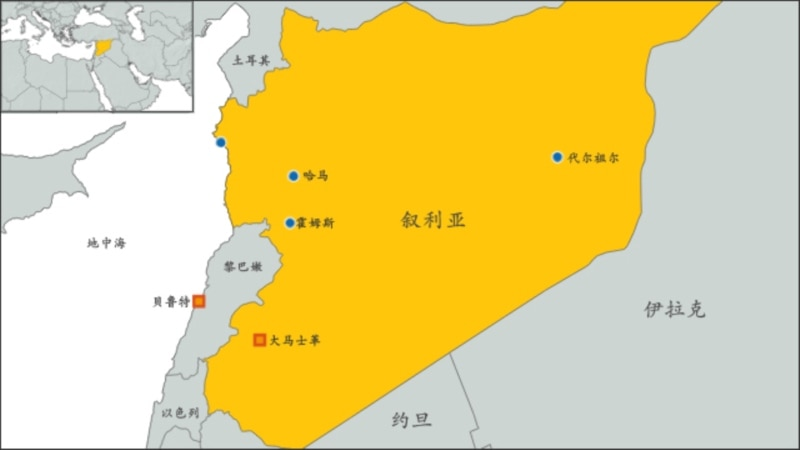 土耳其
代尔祖尔
哈马
叙利亚
霍姆斯
地中海
黎巴嫩
贝鲁特
伊拉克
大马士革
以色列
约旦